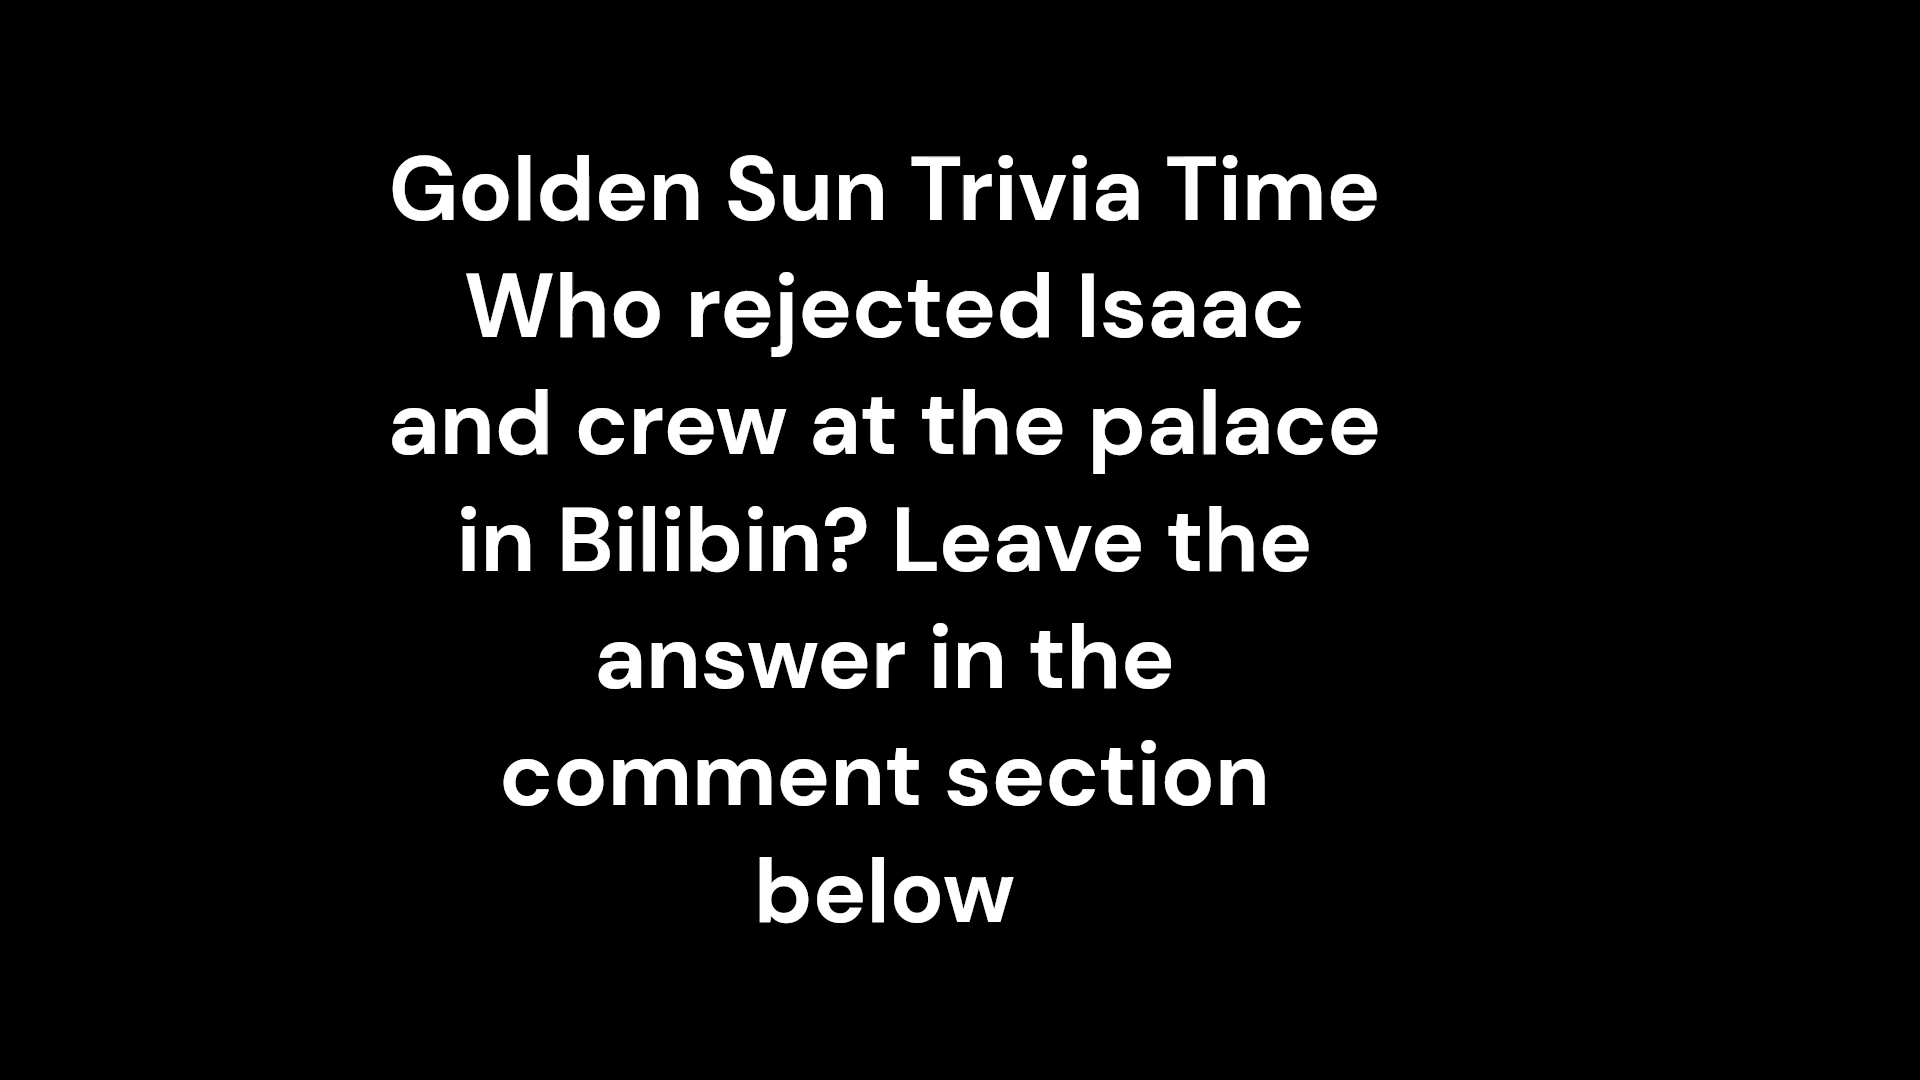 Golden Sun Trivia Time
Who rejected Isaac
and crew at the palace
in Bilibin? Leave the
answer in the
comment section
below